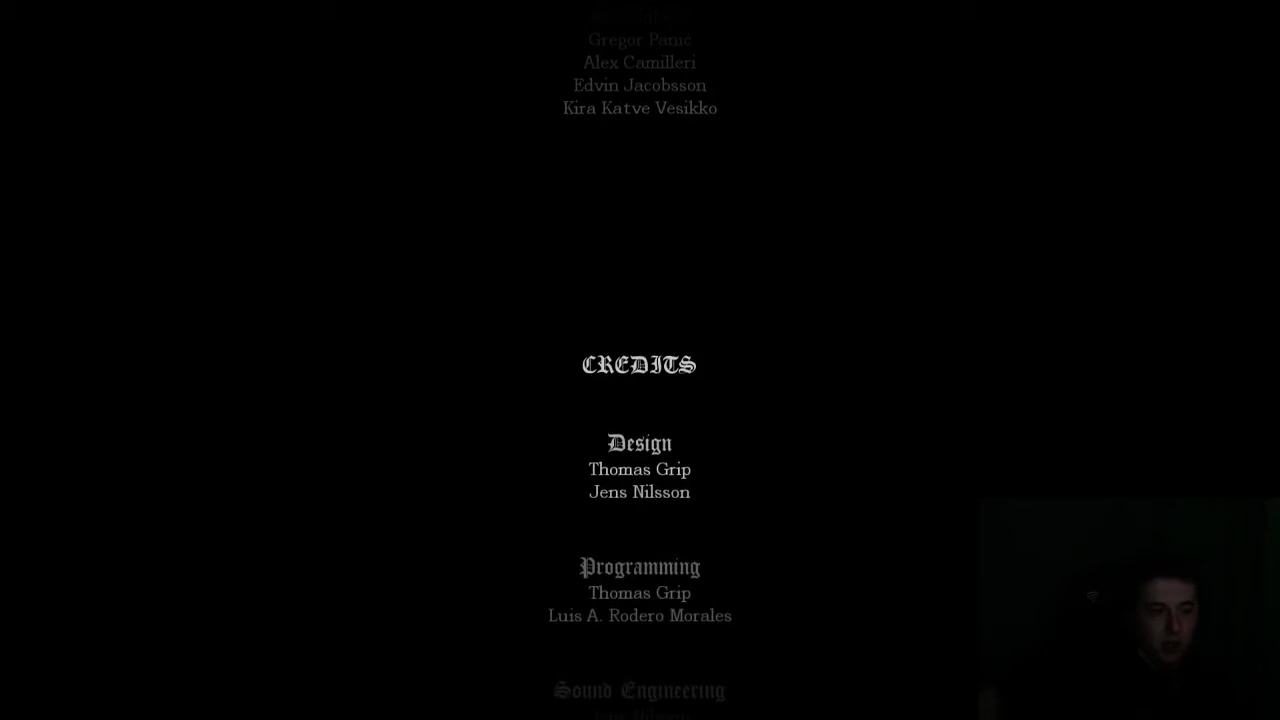 Gregor Panić
Alex Camilleri
Edvin Jacobsson
Kira Katve Vesikko
CREDITS
Design
Thomas Grip
Jens Nilsson
Programming
Thomas Grip
Luis A. Rodero Morales
Sound Engineering